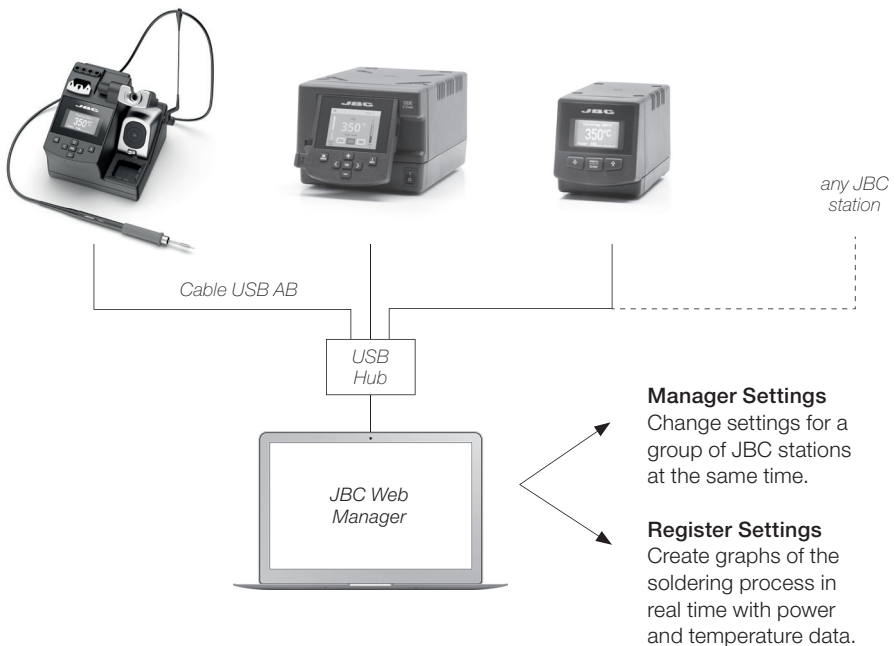 JBC
350°C
JBC
350
JBC
350°C
any JBC
station
Cable USB AB
USB
Hub
JBC Web
Manager
Manager Settings
Change settings for a
group of JBC stations
at the same time.
Register Settings
Create graphs of the
soldering process in
real time with power
and temperature data.